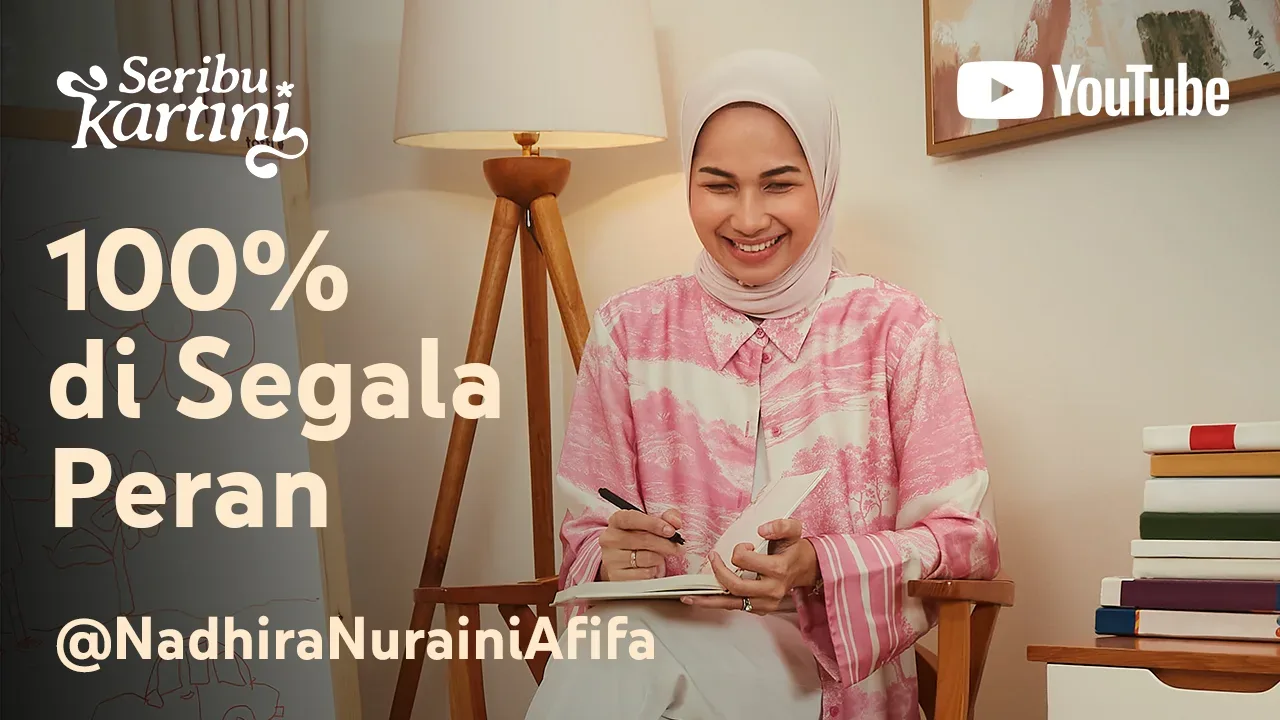 Seribu
Kartini
YouTube
100%
di Segala
Peran
@NadhiraNurainiAfifa